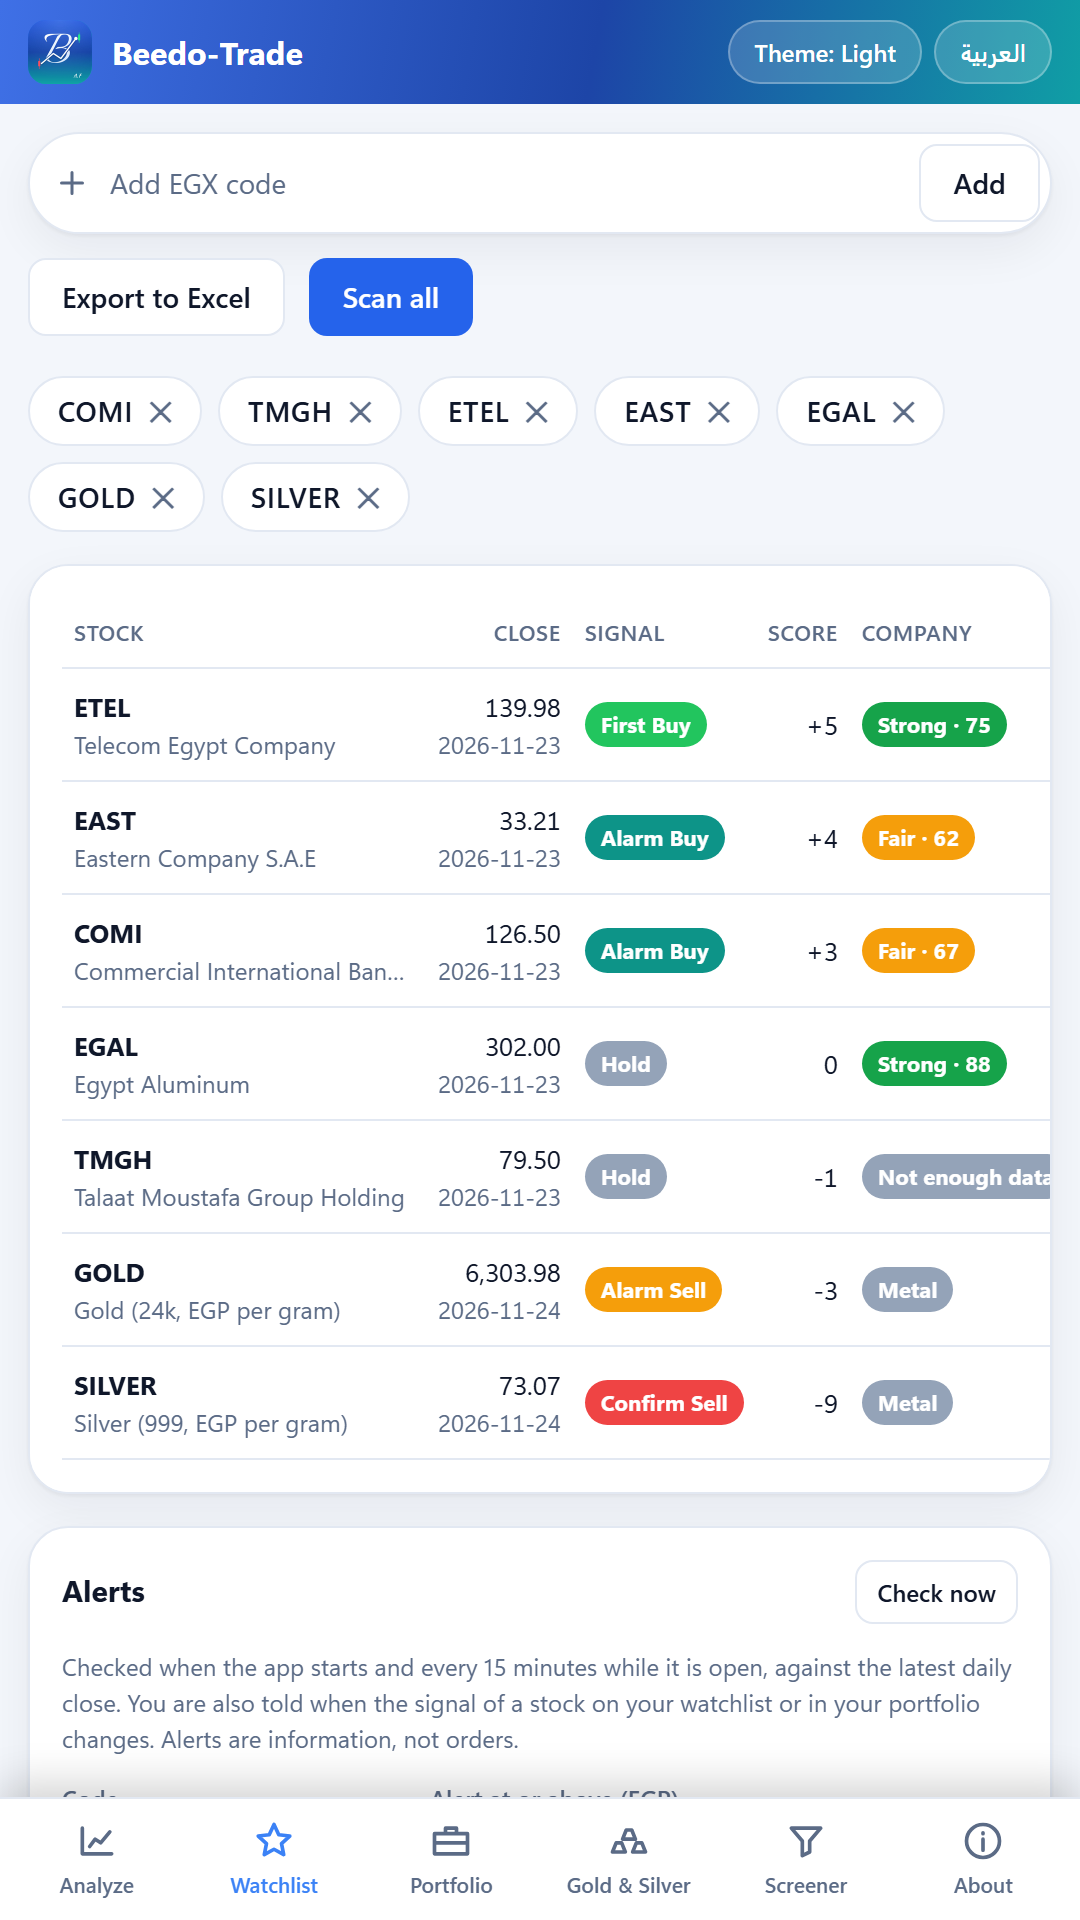 Beedo-Trade
Theme: Light
العربية
Add EGX code
Add
Export to Excel
Scan all
COMI
TMGH
ETEL
EAST
EGAL
GOLD
SILVER
STOCK CLOSE SIGNAL SCORE COMPANY
ETEL 139.98 First Buy +5 Strong · 75
Telecom Egypt Company 2026-11-23
EAST 33.21 Alarm Buy +4 Fair · 62
Eastern Company S.A.E 2026-11-23
COMI 126.50 Alarm Buy +3 Fair · 67
Commercial International Ban... 2026-11-23
EGAL 302.00 Hold 0 Strong · 88
Egypt Aluminum 2026-11-23
TMGH 79.50 Hold -1 Not enough data
Talaat Moustafa Group Holding 2026-11-23
GOLD 6,303.98 Alarm Sell -3 Metal
Gold (24k, EGP per gram) 2026-11-24
SILVER 73.07 Confirm Sell -9 Metal
Silver (999, EGP per gram) 2026-11-24
Alerts
Check now
Checked when the app starts and every 15 minutes while it is open, against the latest daily
close. You are also told when the signal of a stock on your watchlist or in your portfolio
changes. Alerts are information, not orders.
Code Alert at or above (EGP)
Analyze
Watchlist
Portfolio
Gold & Silver
Screener
About